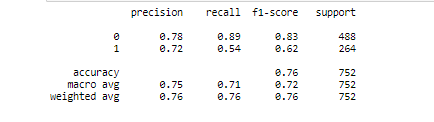 precision recall f1-score support
0 0.78 0.89 0.83 488
1 0.72 0.54 0.62 264
accuracy 0.76 752
macro avg 0.75 0.71 0.72 752
weighted avg 0.76 0.76 0.76 752